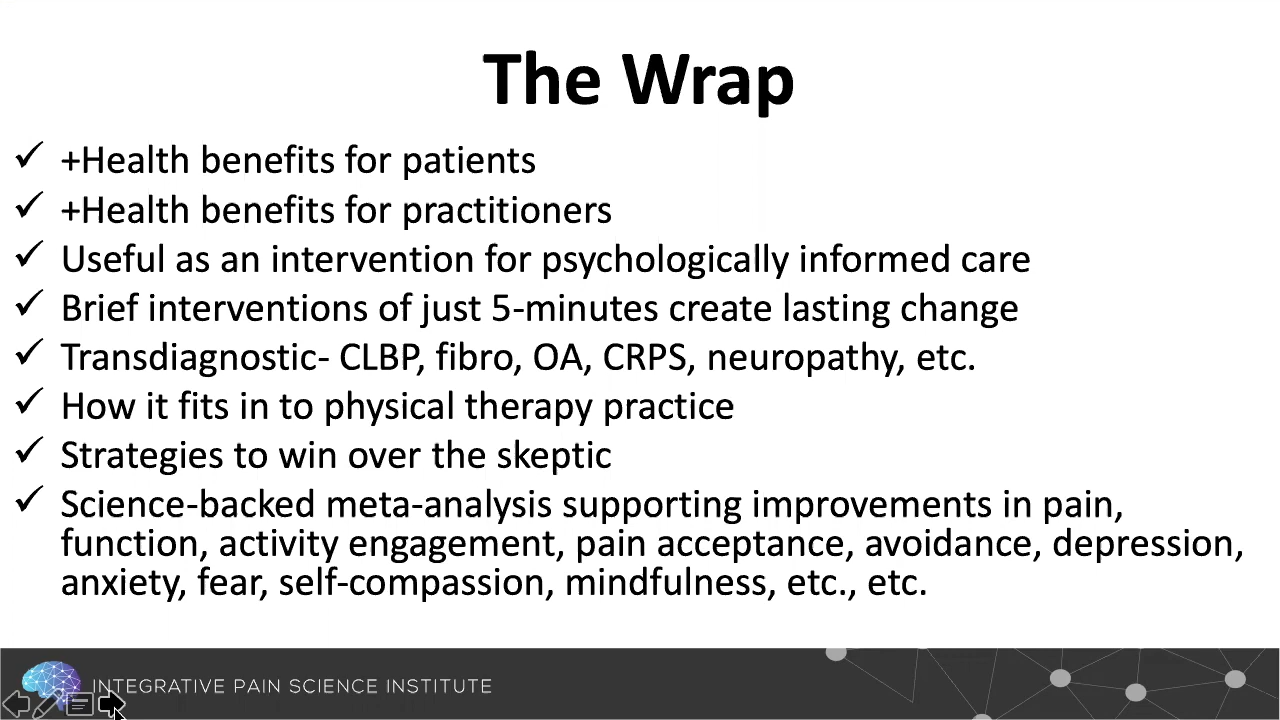 The Wrap
✓ +Health benefits for patients
✓ +Health benefits for practitioners
✓ Useful as an intervention for psychologically informed care
✓ Brief interventions of just 5-minutes create lasting change
✓ Transdiagnostic- CLBP, fibro, OA, CRPS, neuropathy, etc.
✓ How it fits in to physical therapy practice
✓ Strategies to win over the skeptic
✓ Science-backed meta-analysis supporting improvements in pain,
function, activity engagement, pain acceptance, avoidance, depression,
anxiety, fear, self-compassion, mindfulness, etc., etc.
INTEGRATIVE PAIN SCIENCE INSTITUTE